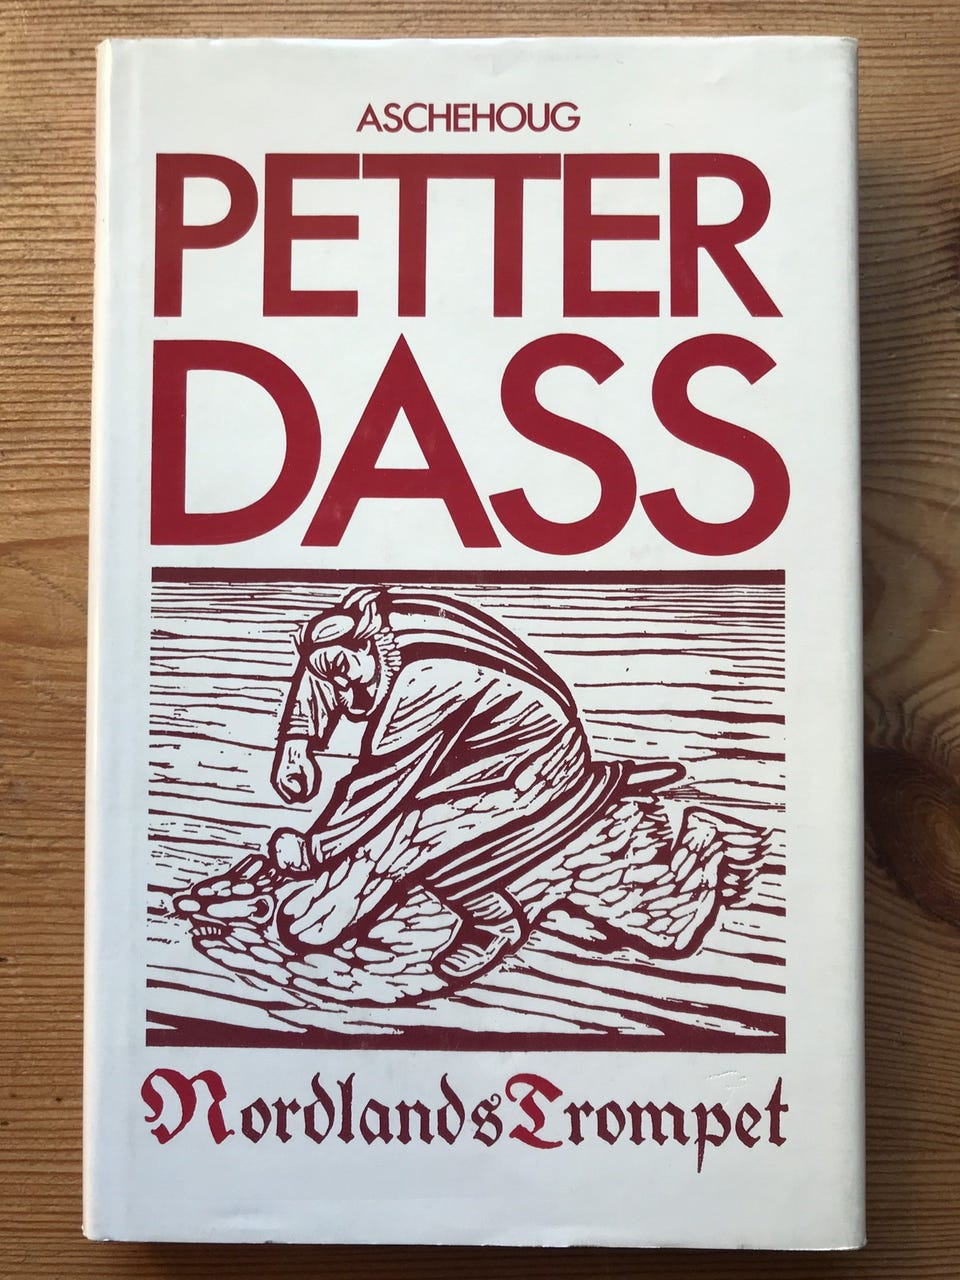 ASCHEHOUG
PETTER
DASS
NordlandsTrompet